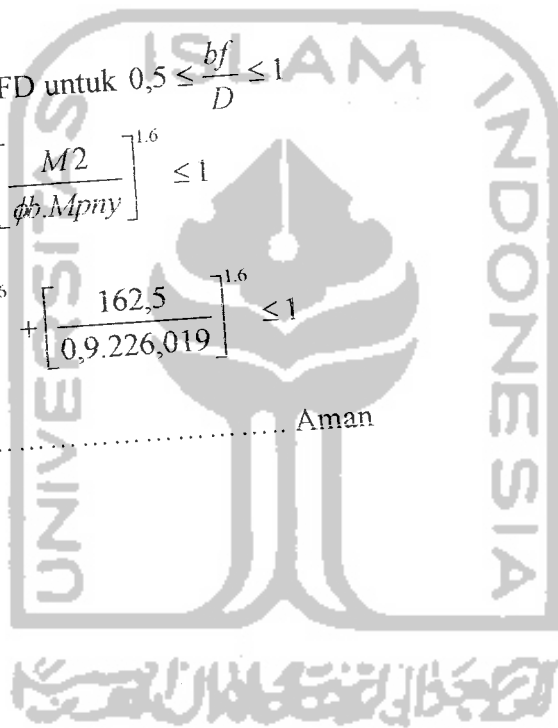 FD untuk 0,5 ≤ bf/D ≤ 1
[M2 / ϕb.Mpny]^1.6 ≤ 1
6 + [162,5 / 0,9.226,019]^1.6 ≤ 1
........................ Aman
UNIVERSITAS
ISLAM
INDONESIA